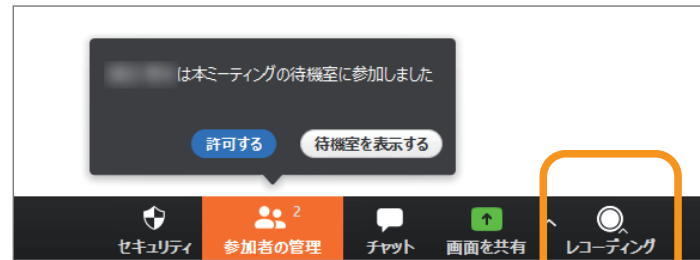 は本ミーティングの待機室に参加しました
許可する
待機室を表示する
2
セキュリティ
参加者の管理
チャット
画面を共有
レコーディング